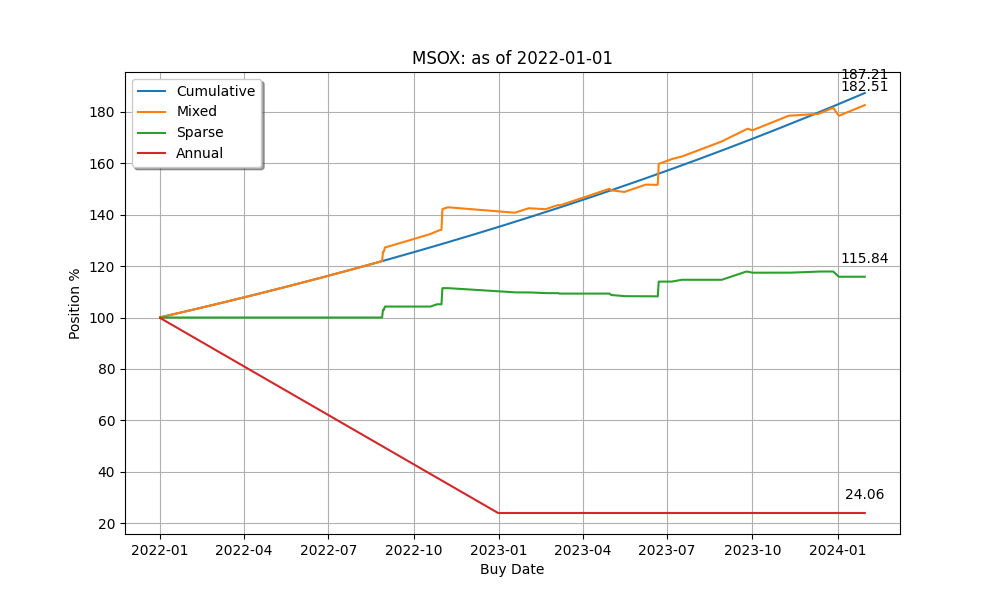 MSOX: as of 2022-01-01
187.21
182.51
115.84
24.06
Cumulative
Mixed
Sparse
Annual
Position %
180
160
140
120
100
80
60
40
20
2022-01 2022-04 2022-07 2022-10 2023-01 2023-04 2023-07 2023-10 2024-01
Buy Date